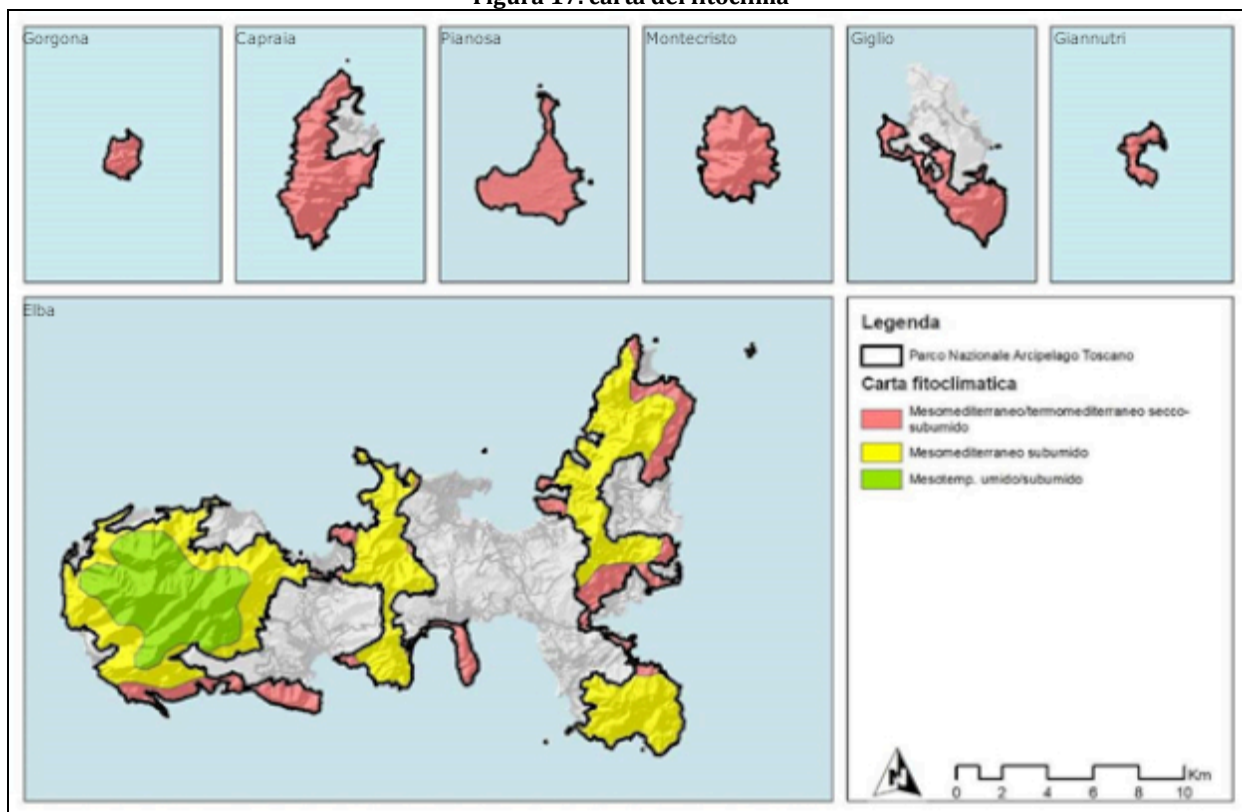 Figura 17: carta del fitoclima
Gorgona
Capraia
Pianosa
Montecristo
Giglio
Giannutri
Elba
Legenda
Parco Nazionale Arcipelago Toscano
Carta fitoclimatica
Mesomediterraneo/termomediterraneo secco-
subumido
Mesomediterraneo subumido
Mesotemp. umido/subumido
N
Km
0 2 4 6 8 10